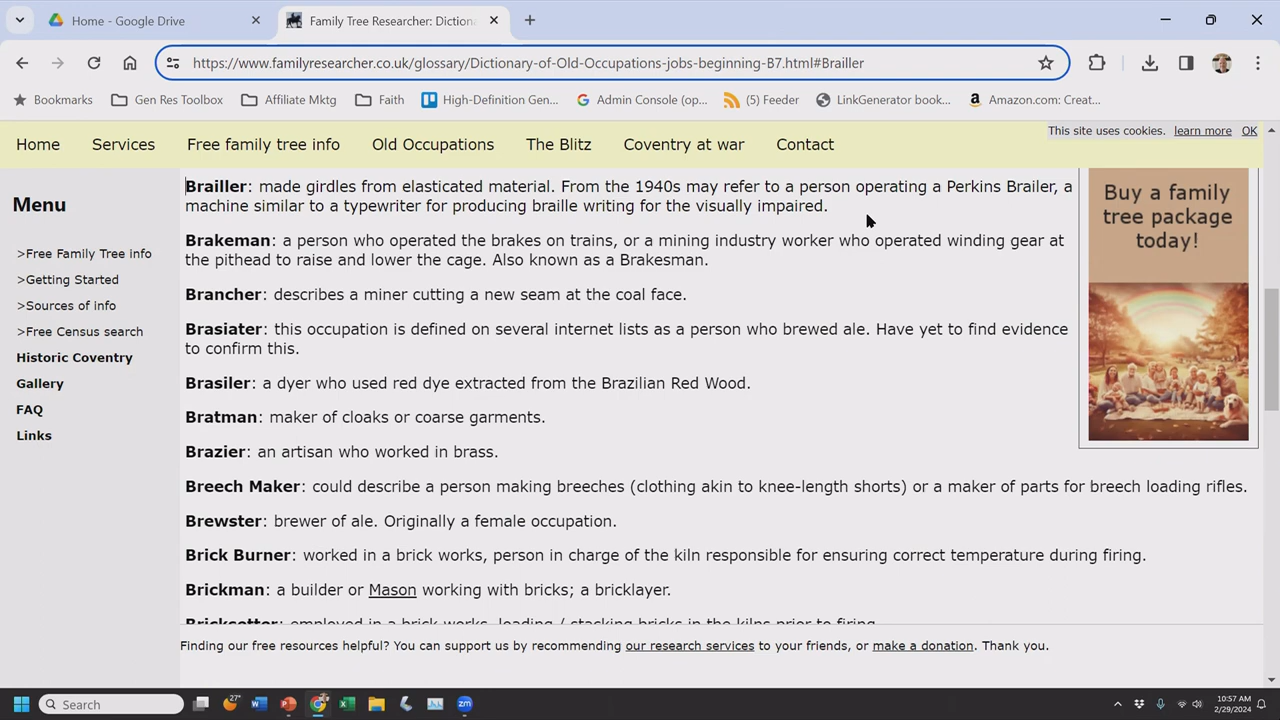 Home - Google Drive
Family Tree Researcher: Dictiona
https://www.familyresearcher.co.uk/glossary/Dictionary-of-Old-Occupations-jobs-beginning-B7.html#Brailler
Bookmarks Gen Res Toolbox Affiliate Mktg Faith High-Definition Gen... Admin Console (op... (5) Feeder LinkGenerator book... Amazon.com: Creat...
This site uses cookies. learn more OK
Home Services Free family tree info Old Occupations The Blitz Coventry at war Contact
Menu
>Free Family Tree info
>Getting Started
>Sources of info
>Free Census search
Historic Coventry
Gallery
FAQ
Links
Brailler: made girdles from elasticated material. From the 1940s may refer to a person operating a Perkins Brailer, a
machine similar to a typewriter for producing braille writing for the visually impaired.
Brakeman: a person who operated the brakes on trains, or a mining industry worker who operated winding gear at
the pithead to raise and lower the cage. Also known as a Brakesman.
Brancher: describes a miner cutting a new seam at the coal face.
Brasiater: this occupation is defined on several internet lists as a person who brewed ale. Have yet to find evidence
to confirm this.
Brasiler: a dyer who used red dye extracted from the Brazilian Red Wood.
Bratman: maker of cloaks or coarse garments.
Brazier: an artisan who worked in brass.
Breech Maker: could describe a person making breeches (clothing akin to knee-length shorts) or a maker of parts for breech loading rifles.
Brewster: brewer of ale. Originally a female occupation.
Brick Burner: worked in a brick works, person in charge of the kiln responsible for ensuring correct temperature during firing.
Brickman: a builder or Mason working with bricks; a bricklayer.
Bricksetter: employed in a brick works, loading / stacking bricks in the kilns prior to firing.
Buy a family
tree package
today!
Finding our free resources helpful? You can support us by recommending our research services to your friends, or make a donation. Thank you.
Search
27°
10:57 AM
2/29/2024